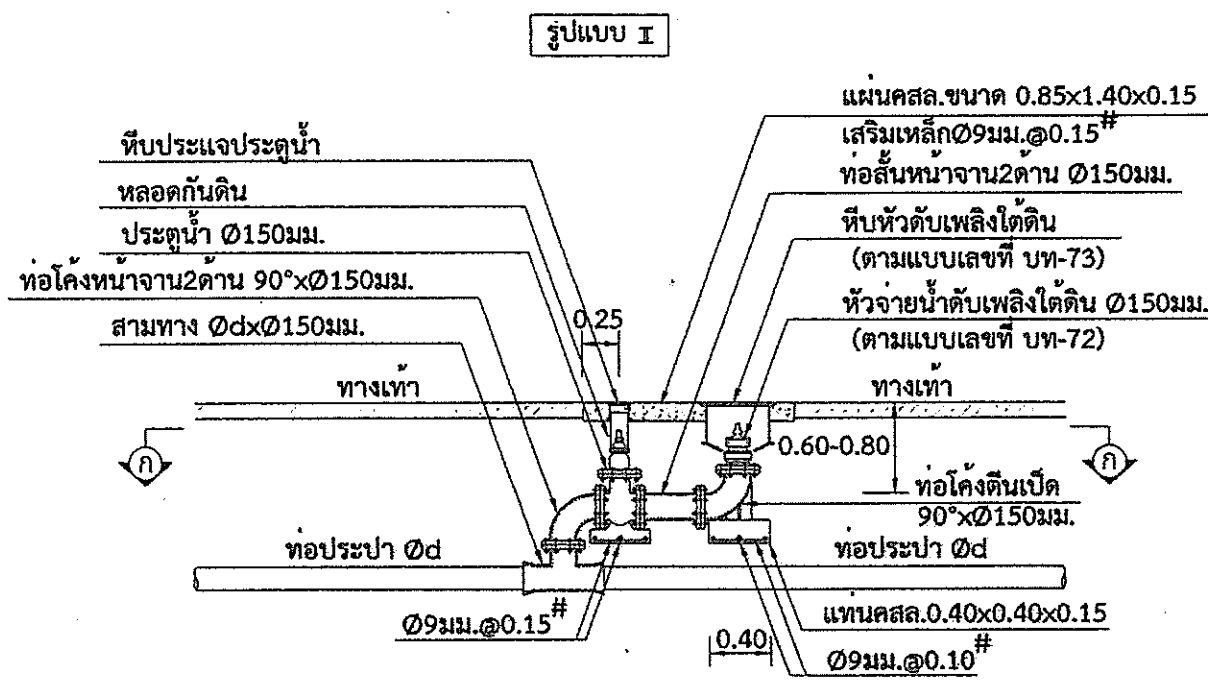 รูปแบบ II
แผ่นคสล.ขนาด 0.85x1.40x0.15
เสริมเหล็กØ9มม.@0.15#
ท่อสั้นหน้าจาน2ด้าน Ø150มม.
หีบหัวดับเพลิงใต้ดิน
(ตามแบบเลขที่ บท-73)
หัวจ่ายน้ำดับเพลิงใต้ดิน Ø150มม.
(ตามแบบเลขที่ บท-72)
หีบประแจประตูน้ำ
หลอดกันดิน
ประตูน้ำ Ø150มม.
ท่อโค้งหน้าจาน2ด้าน 90°xØ150มม.
สามทาง ØdxØ150มม.
0.25
ทางเท้า
ทางเท้า
ก
ก
0.60-0.80
ท่อโค้งตีนเป็ด
90°xØ150มม.
ท่อประปา Ød
ท่อประปา Ød
Ø9มม.@0.15#
0.40
แท่นคสล.0.40x0.40x0.15
Ø9มม.@0.10#